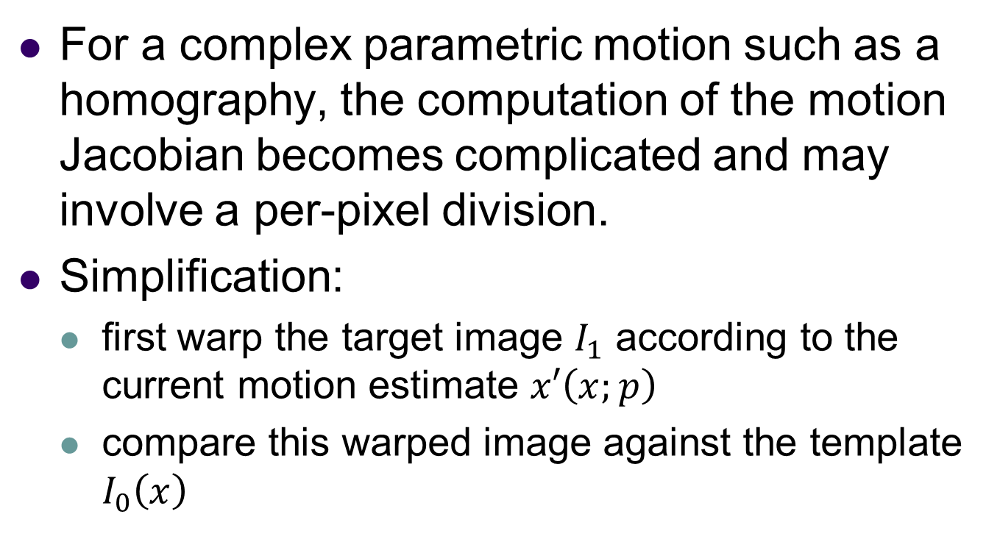 ● For a complex parametric motion such as a
homography, the computation of the motion
Jacobian becomes complicated and may
involve a per-pixel division.
● Simplification:
● first warp the target image 𝐼₁ according to the
current motion estimate 𝑥′(𝑥; 𝑝)
● compare this warped image against the template
𝐼₀(𝑥)